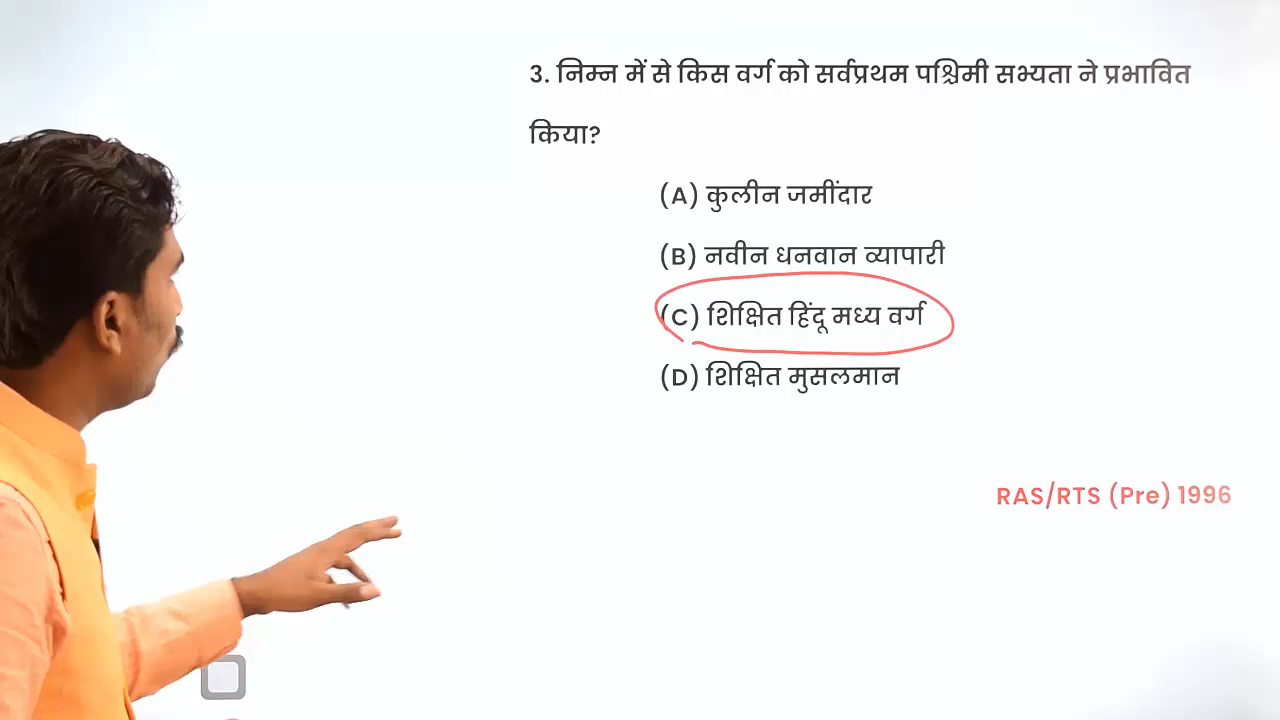 3. निम्न में से किस वर्ग को सर्वप्रथम पश्चिमी सभ्यता ने प्रभावित
किया?
(A) कुलीन जमींदार
(B) नवीन धनवान व्यापारी
(C) शिक्षित हिंदू मध्य वर्ग
(D) शिक्षित मुसलमान
RAS/RTS (Pre) 1996